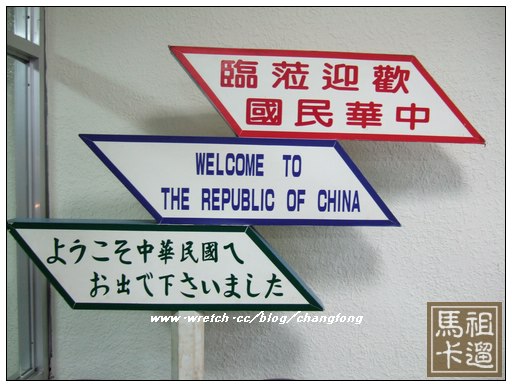 歡迎蒞臨
中華民國
WELCOME TO
THE REPUBLIC OF CHINA
ようこそ中華民國へ
お出で下さいました
www.wretch.cc/blog/changfong
馬祖
卡遛